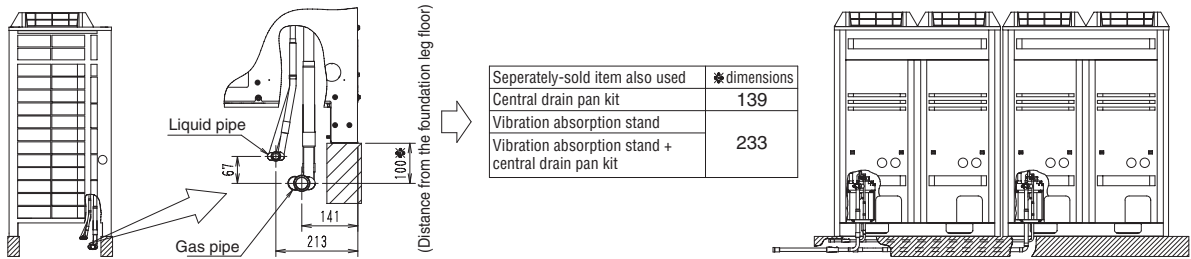 Liquid pipe
67
Gas pipe
141
213
100※
(Distance from the foundation leg floor)
Seperately-sold item also used ※dimensions
Central drain pan kit 139
Vibration absorption stand
233
Vibration absorption stand +
central drain pan kit